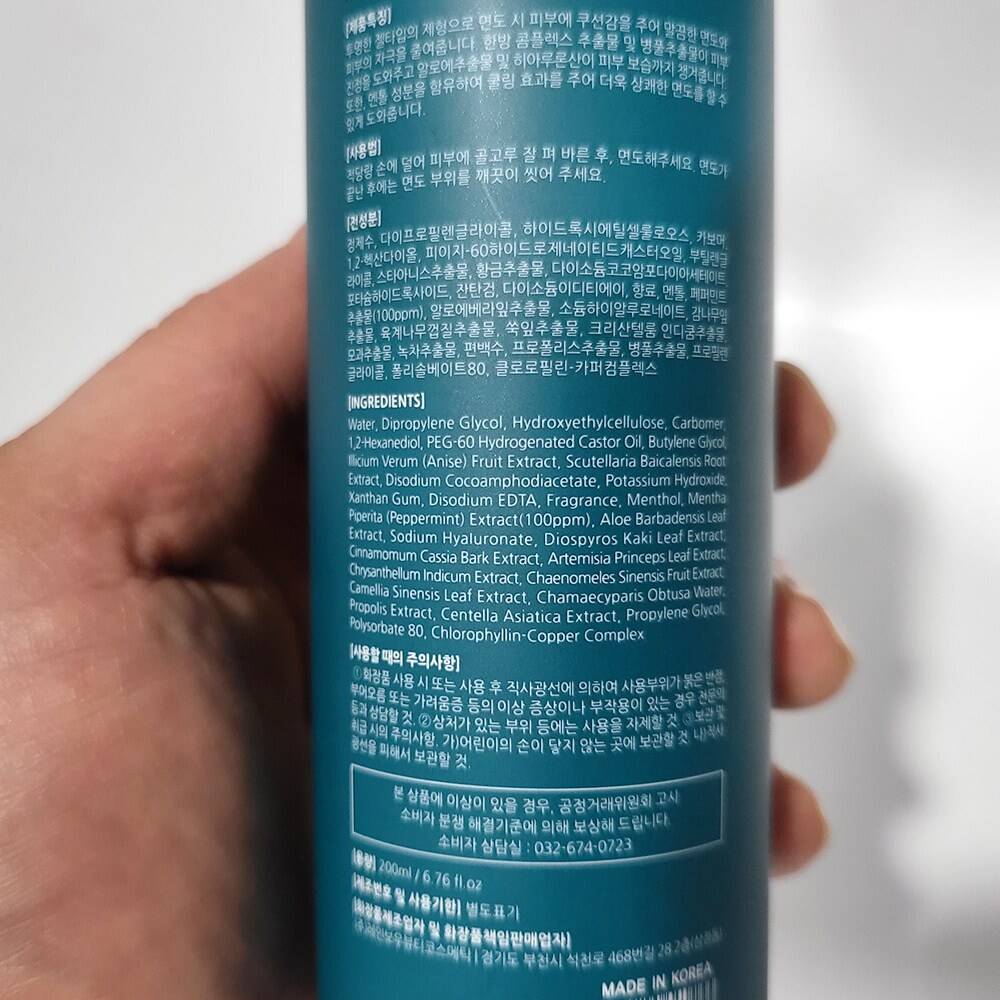 [제품특징]
투명한 젤타입의 제형으로 면도 시 피부에 쿠션감을 주어 말끔한 면도와
피부의 자극을 줄여줍니다. 한방 콤플렉스 추출물 및 병풀추출물이 피부
진정을 도와주고 알로에추출물 및 히아루론산이 피부 보습까지 챙겨줍니다.
또한, 멘톨 성분을 함유하여 쿨링 효과를 주어 더욱 상쾌한 면도를 할 수
있게 도와줍니다.
[사용법]
적당량 손에 덜어 피부에 골고루 잘 펴 바른 후, 면도해주세요. 면도가
끝난 후에는 면도 부위를 깨끗이 씻어 주세요.
[전성분]
정제수, 다이프로필렌글라이콜, 하이드록시에틸셀룰로오스, 카보머,
1,2-헥산다이올, 피이지-60하이드로제네이티드캐스터오일, 부틸렌글
라이콜, 스타아니스추출물, 황금추출물, 다이소듐코코암포다이아세테이트,
포타슘하이드록사이드, 잔탄검, 다이소듐이디티에이, 향료, 멘톨, 페퍼민트
추출물(100ppm), 알로에베라잎추출물, 소듐하이알루로네이트, 감나무잎
추출물, 육계나무껍질추출물, 쑥잎추출물, 크리산텔룸 인디쿰추출물,
모과추출물, 녹차추출물, 편백수, 프로폴리스추출물, 병풀추출물, 프로필렌
글라이콜, 폴리솔베이트80, 클로로필린-카퍼컴플렉스
[INGREDIENTS]
Water, Dipropylene Glycol, Hydroxyethylcellulose, Carbomer,
1,2-Hexanediol, PEG-60 Hydrogenated Castor Oil, Butylene Glycol,
Illicium Verum (Anise) Fruit Extract, Scutellaria Baicalensis Root
Extract, Disodium Cocoamphodiacetate, Potassium Hydroxide,
Xanthan Gum, Disodium EDTA, Fragrance, Menthol, Mentha
Piperita (Peppermint) Extract(100ppm), Aloe Barbadensis Leaf
Extract, Sodium Hyaluronate, Diospyros Kaki Leaf Extract,
Cinnamomum Cassia Bark Extract, Artemisia Princeps Leaf Extract,
Chrysanthellum Indicum Extract, Chaenomeles Sinensis Fruit Extract,
Camellia Sinensis Leaf Extract, Chamaecyparis Obtusa Water,
Propolis Extract, Centella Asiatica Extract, Propylene Glycol,
Polysorbate 80, Chlorophyllin-Copper Complex
[사용할 때의 주의사항]
① 화장품 사용 시 또는 사용 후 직사광선에 의하여 사용부위가 붉은 반점,
부어오름 또는 가려움증 등의 이상 증상이나 부작용이 있는 경우 전문의
등과 상담할 것. ② 상처가 있는 부위 등에는 사용을 자제할 것 ③ 보관 및
취급 시의 주의사항. 가)어린이의 손이 닿지 않는 곳에 보관할 것. 나)직사
광선을 피해서 보관할 것.
본 상품에 이상이 있을 경우, 공정거래위원회 고시
소비자 분쟁 해결기준에 의해 보상해 드립니다.
소비자 상담실 : 032-674-0723
[용량] 200ml / 6.76 fl.oz
[제조번호 및 사용기한] 별도표기
[화장품제조업자 및 화장품책임판매업자]
(주)레인보우뷰티코스메틱 | 경기도 부천시 석천로 468번길 28 2층(삼정동)
MADE IN KOREA